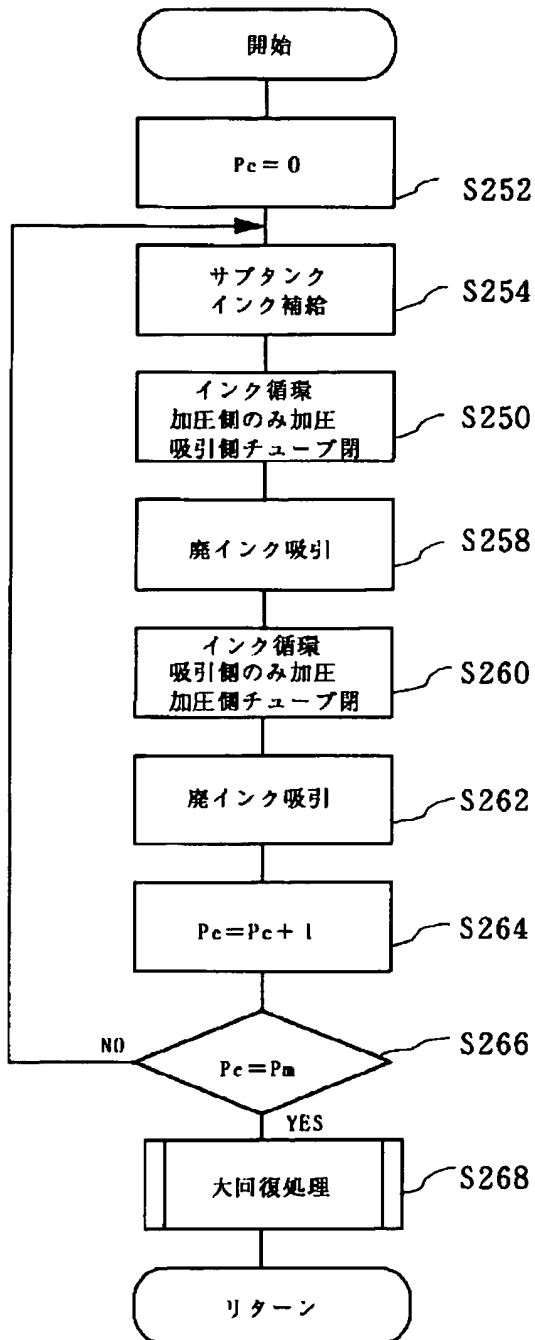 開始
Pc=0
S252
サブタンク
インク補給
S254
インク循環
加圧側のみ加圧
吸引側チューブ閉
S250
廃インク吸引
S258
インク循環
吸引側のみ加圧
加圧側チューブ閉
S260
廃インク吸引
S262
Pc=Pc+1
S264
NO
Pc=Pm
S266
YES
大回復処理
S268
リターン